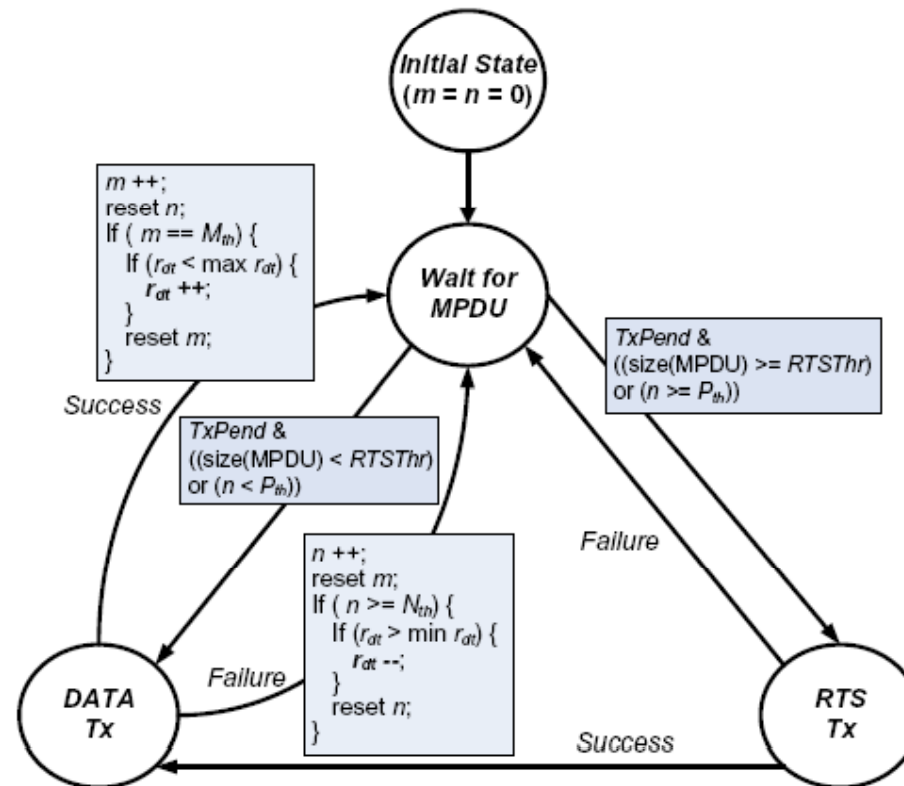 Initial State
(m = n = 0)
m ++;
reset n;
If ( m == Mth) {
If (rdt < max rdt) {
rdt ++;
}
reset m;
}
Wait for
MPDU
TxPend &
((size(MPDU) >= RTSThr)
or (n >= Pth))
Success
TxPend &
((size(MPDU) < RTSThr)
or (n < Pth))
n ++;
reset m;
If ( n >= Nth) {
If (rdt > min rdt) {
rdt --;
}
reset n;
}
Failure
Failure
DATA
Tx
RTS
Tx
Success